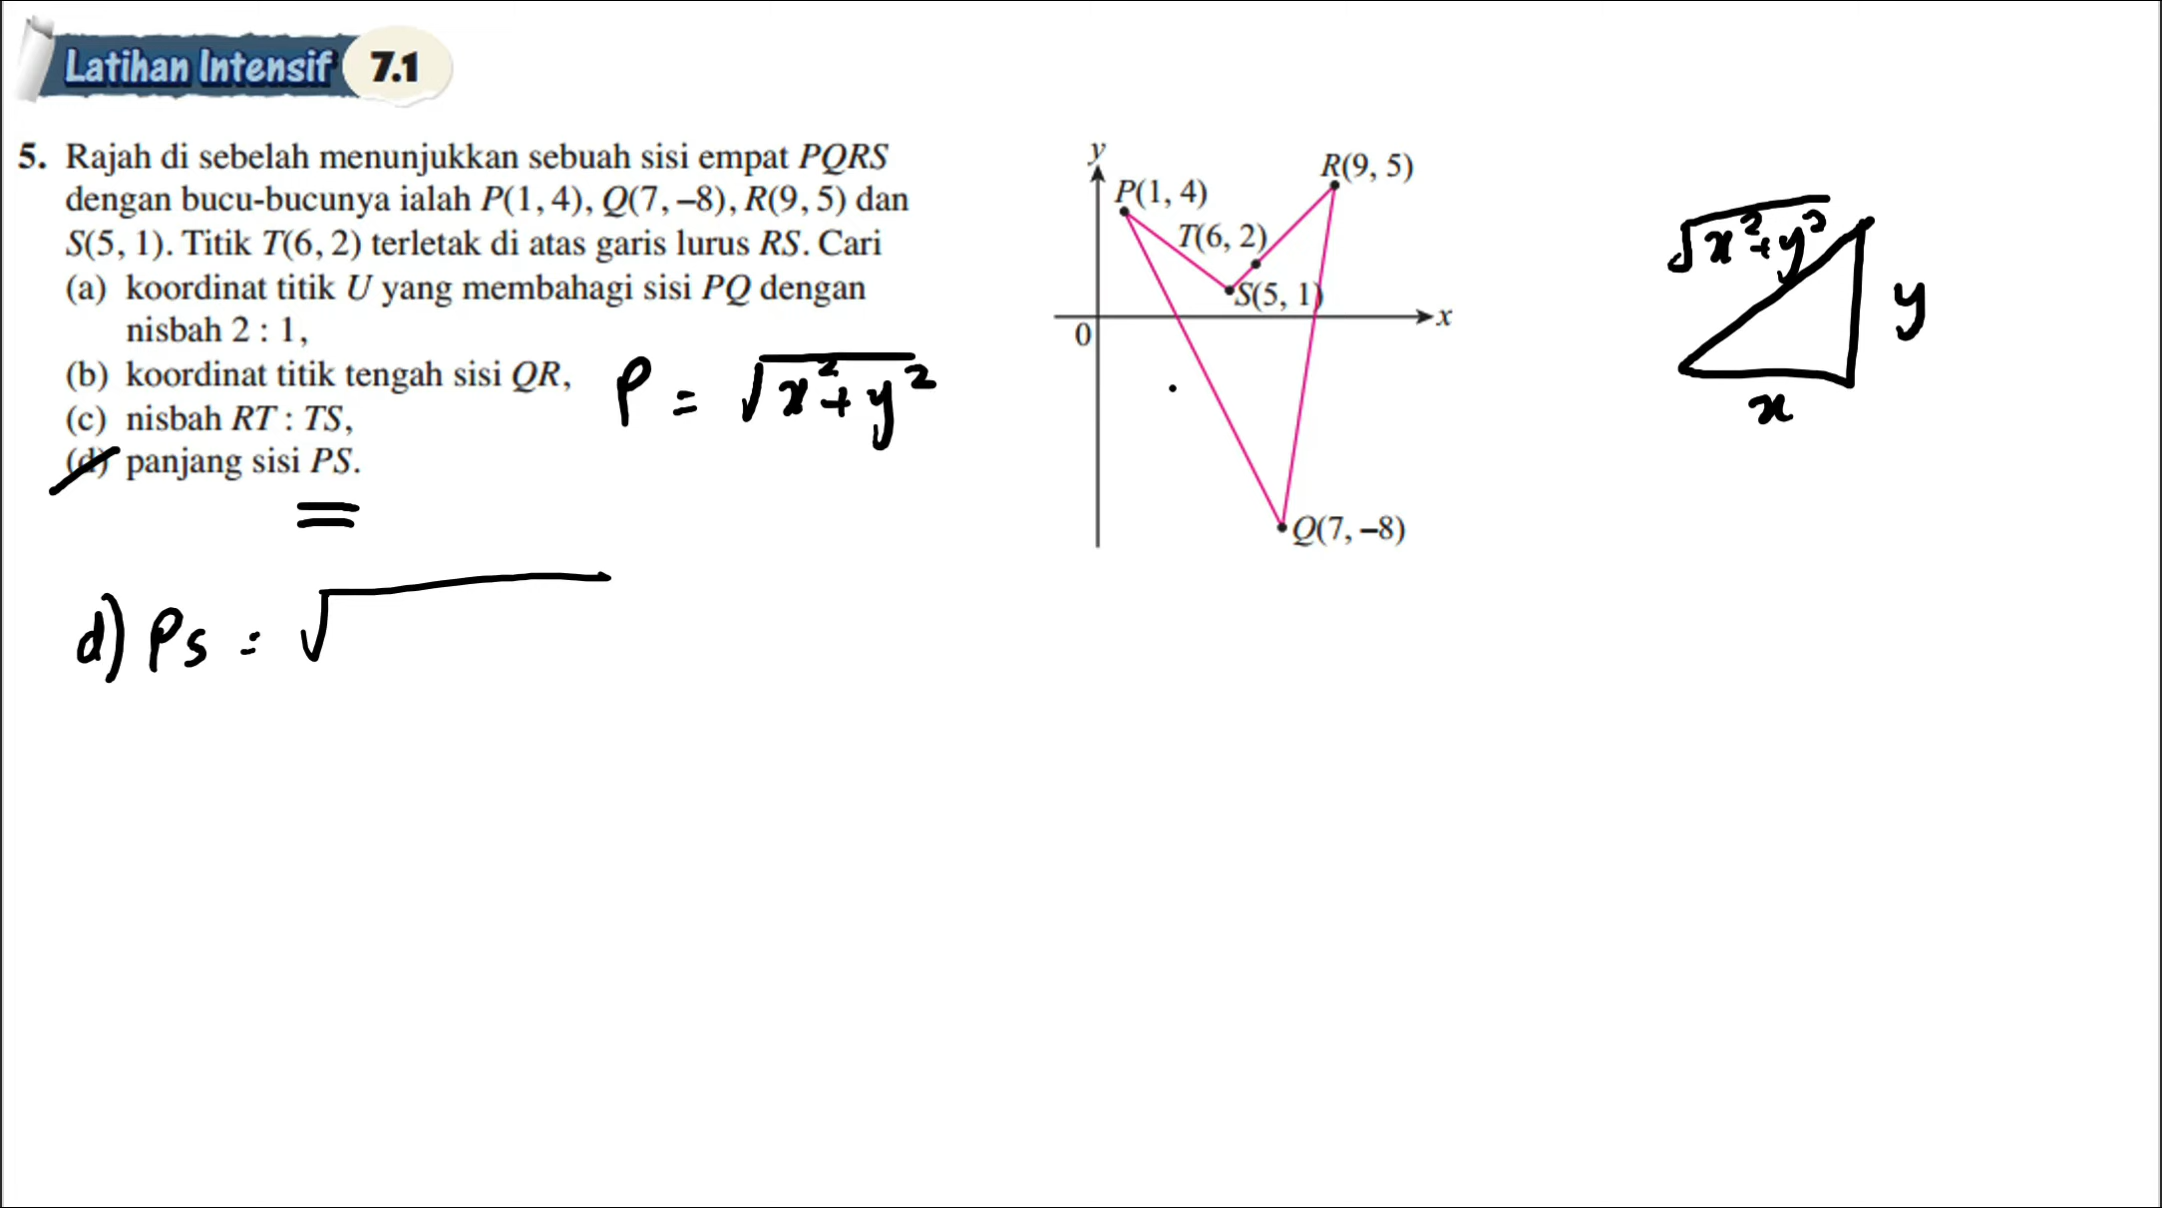 Latihan Intensif 7.1
5. Rajah di sebelah menunjukkan sebuah sisi empat PQRS
dengan bucu-bucunya ialah P(1, 4), Q(7, –8), R(9, 5) dan
S(5, 1). Titik T(6, 2) terletak di atas garis lurus RS. Cari
(a) koordinat titik U yang membahagi sisi PQ dengan
nisbah 2 : 1,
(b) koordinat titik tengah sisi QR,
(c) nisbah RT : TS,
(d) panjang sisi PS.
P = √x²+y²
d) PS = √
y
R(9, 5)
P(1, 4)
T(6, 2)
S(5, 1)
x
0
Q(7, –8)
√x²+y²
y
x